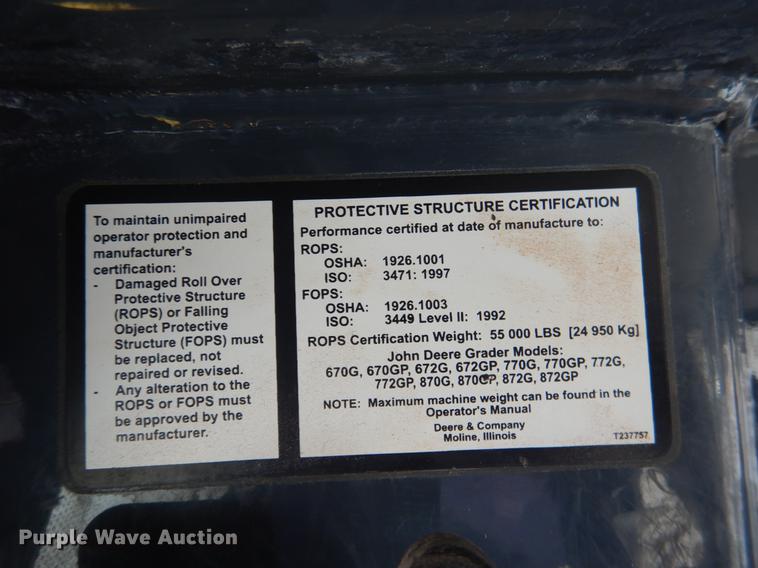 To maintain unimpaired
operator protection and
manufacturer's
certification:
- Damaged Roll Over
Protective Structure
(ROPS) or Falling
Object Protective
Structure (FOPS) must
be replaced, not
repaired or revised.
- Any alteration to the
ROPS or FOPS must
be approved by the
manufacturer.
PROTECTIVE STRUCTURE CERTIFICATION
Performance certified at date of manufacture to:
ROPS:
OSHA: 1926.1001
ISO: 3471: 1997
FOPS:
OSHA: 1926.1003
ISO: 3449 Level II: 1992
ROPS Certification Weight: 55 000 LBS [24 950 Kg]
John Deere Grader Models:
670G, 670GP, 672G, 672GP, 770G, 770GP, 772G,
772GP, 870G, 870GP, 872G, 872GP
NOTE: Maximum machine weight can be found in the
Operator's Manual
Deere & Company
Moline, Illinois
T237757
Purple Wave Auction